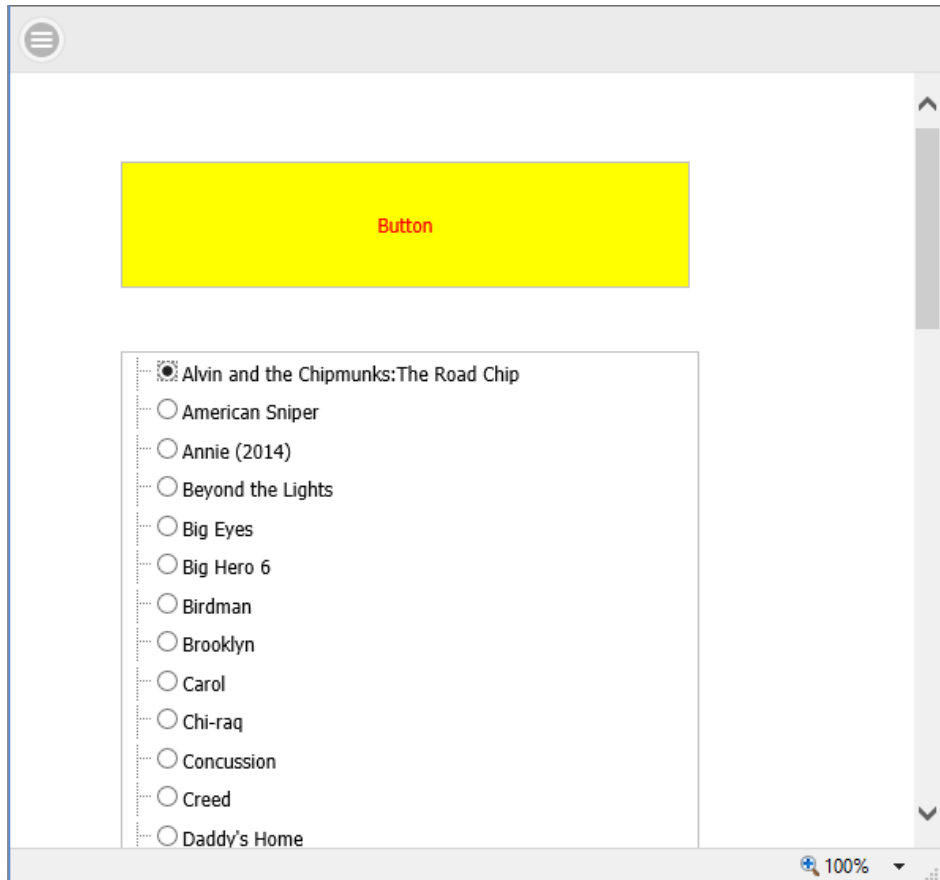 Button
Alvin and the Chipmunks:The Road Chip
American Sniper
Annie (2014)
Beyond the Lights
Big Eyes
Big Hero 6
Birdman
Brooklyn
Carol
Chi-raq
Concussion
Creed
Daddy's Home
100%